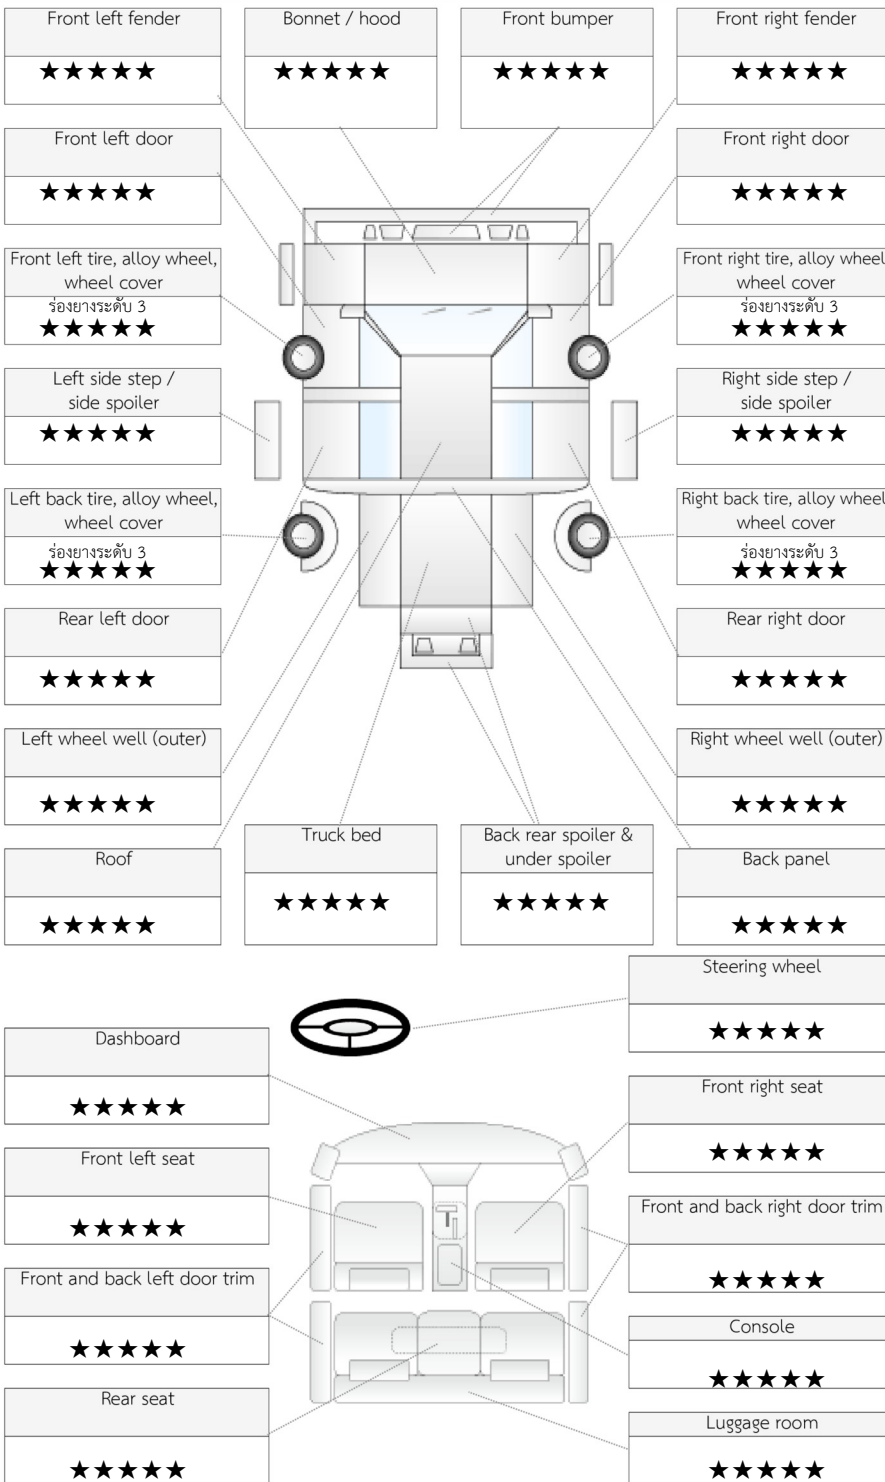 Front left fender
★★★★★
Bonnet / hood
★★★★★
Front bumper
★★★★★
Front right fender
★★★★★
Front left door
★★★★★
Front right door
★★★★★
Front left tire, alloy wheel,
wheel cover
ร่องยางระดับ 3
★★★★★
Front right tire, alloy wheel
wheel cover
ร่องยางระดับ 3
★★★★★
Left side step /
side spoiler
★★★★★
Right side step /
side spoiler
★★★★★
Left back tire, alloy wheel,
wheel cover
ร่องยางระดับ 3
★★★★★
Right back tire, alloy wheel
wheel cover
ร่องยางระดับ 3
★★★★★
Rear left door
★★★★★
Rear right door
★★★★★
Left wheel well (outer)
★★★★★
Right wheel well (outer)
★★★★★
Roof
★★★★★
Truck bed
★★★★★
Back rear spoiler &
under spoiler
★★★★★
Back panel
★★★★★
Steering wheel
★★★★★
Dashboard
★★★★★
Front right seat
★★★★★
Front left seat
★★★★★
Front and back right door trim
★★★★★
Front and back left door trim
★★★★★
Console
★★★★★
Rear seat
★★★★★
Luggage room
★★★★★